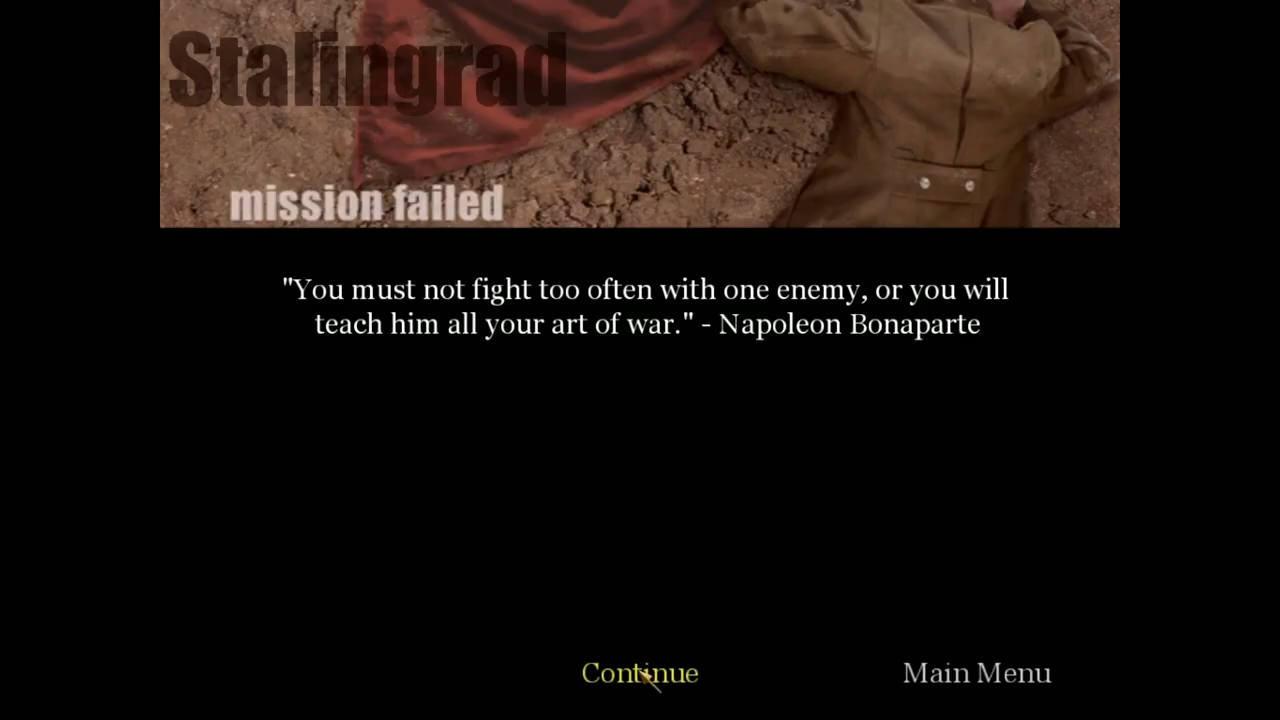 Stalingrad
mission failed
"You must not fight too often with one enemy, or you will
teach him all your art of war." - Napoleon Bonaparte
Continue
Main Menu